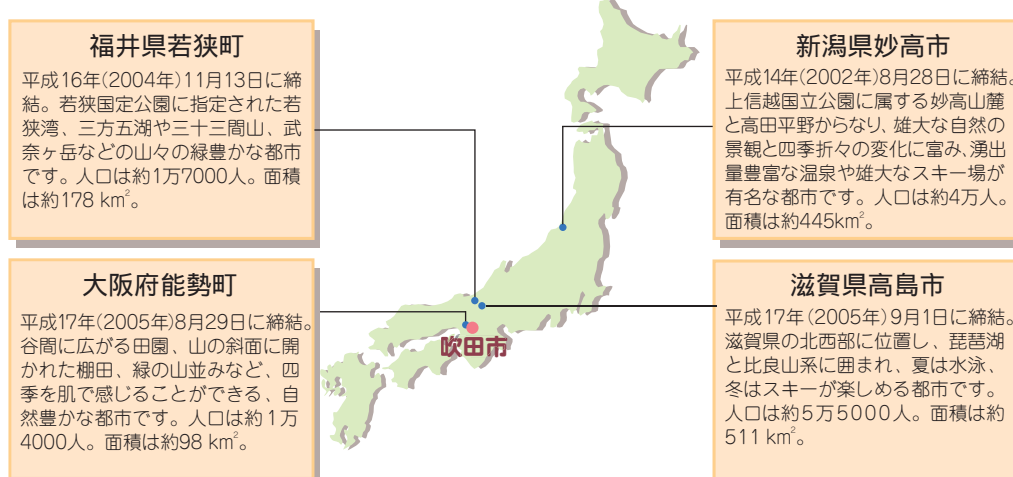 福井県若狭町
平成16年(2004年)11月13日に締
結。若狭国定公園に指定された若
狭湾、三方五湖や三十三間山、武
奈ヶ岳などの山々の緑豊かな都市
です。人口は約1万7000人。面積
は約178 km²。
新潟県妙高市
平成14年(2002年)8月28日に締結。
上信越国立公園に属する妙高山麓
と高田平野からなり、雄大な自然の
景観と四季折々の変化に富み、湧出
量豊富な温泉や雄大なスキー場が
有名な都市です。人口は約4万人。
面積は約445km²。
大阪府能勢町
平成17年(2005年)8月29日に締結。
谷間に広がる田園、山の斜面に開
かれた棚田、緑の山並みなど、四
季を肌で感じることができる、自
然豊かな都市です。人口は約1万
4000人。面積は約98 km²。
吹田市
滋賀県高島市
平成17年(2005年)9月1日に締結。
滋賀県の北西部に位置し、琵琶湖
と比良山系に囲まれ、夏は水泳、
冬はスキーが楽しめる都市です。
人口は約5万5000人。面積は約
511 km²。